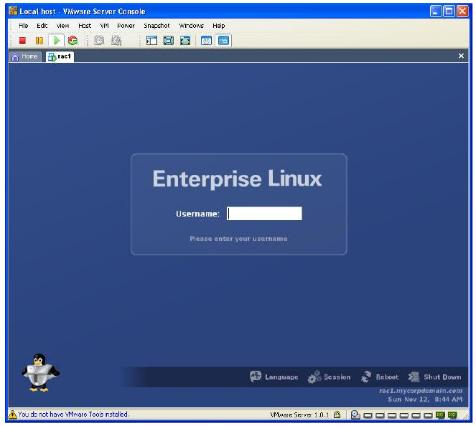 Local host - VMware Server Console
File Edit View Host VM Power Snapshot Windows Help
Home rac1
Enterprise Linux
Username:
Please enter your username
Language Session Reboot Shut Down
rac1.mycorpdomain.com
Sun Nov 12, 8:44 AM
You do not have VMware Tools installed. VMware Server 1.0.1